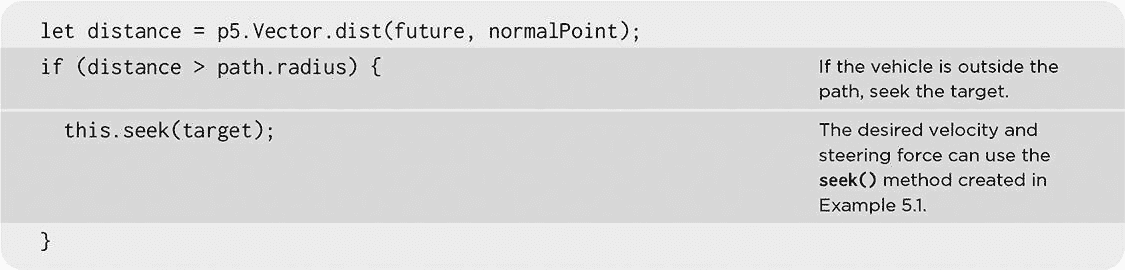 let distance = p5.Vector.dist(future, normalPoint);
if (distance > path.radius) {
If the vehicle is outside the
path, seek the target.
this.seek(target);
The desired velocity and
steering force can use the
seek() method created in
Example 5.1.
}